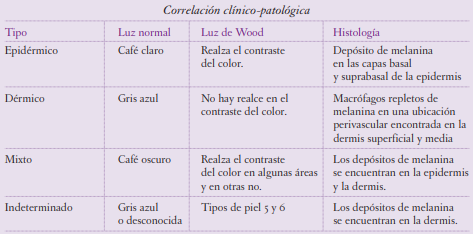 Correlación clínico-patológica
Tipo Luz normal Luz de Wood Histología
Epidérmico Café claro Realza el contraste Depósito de melanina
del color. en las capas basal
y suprabasal de la epidermis
Dérmico Gris azul No hay realce en el Macrófagos repletos de
contraste del color. melanina en una ubicación
perivascular encontrada en la
dermis superficial y media
Mixto Café oscuro Realza el contraste Los depósitos de melanina
del color en algunas áreas se encuentran en la epidermis
y en otras no. y la dermis.
Indeterminado Gris azul Tipos de piel 5 y 6 Los depósitos de melanina
o desconocida se encuentran en la dermis.